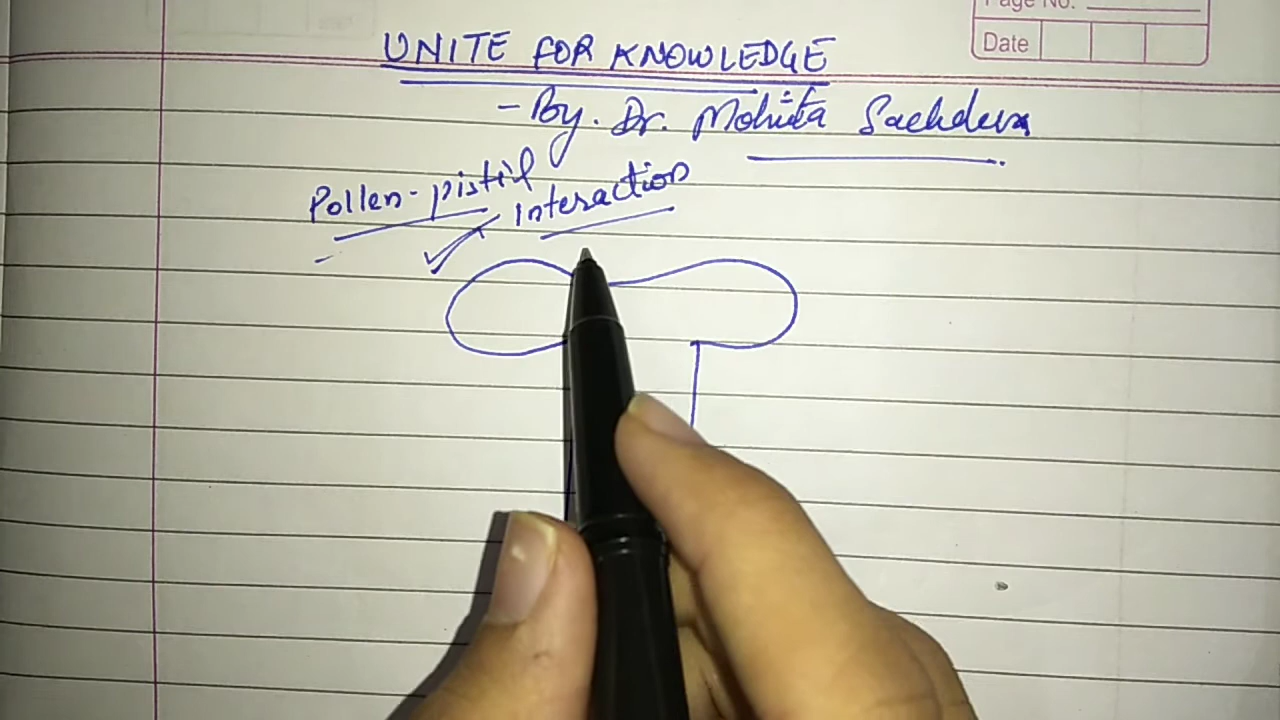 Page No.
Date
UNITE FOR KNOWLEDGE
- By. Dr. Mohita Sachdeva
Pollen-pistil
Interaction